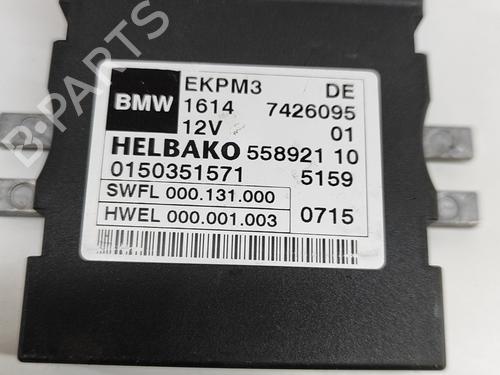 EKPM3 DE
BMW 1614 7426095
12V 01
HELBAKO 558921 10
0150351571 5159
SWFL 000.131.000
HWEL 000.001.003 0715
B-PARTS